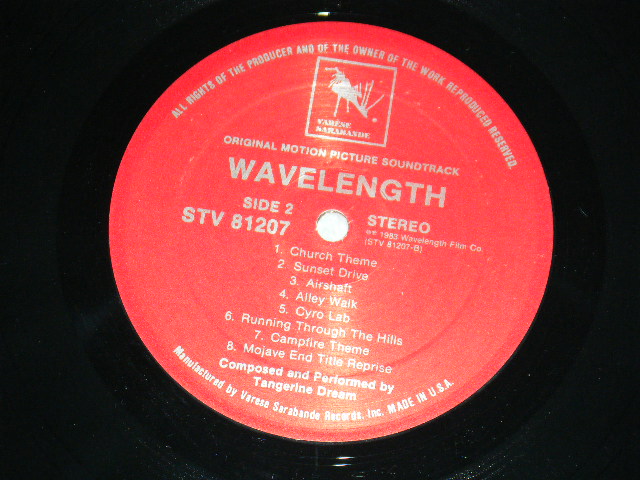 ALL RIGHTS OF THE PRODUCER AND OF THE OWNER OF THE WORK REPRODUCED RESERVED.
VARÈSE
SARABANDE
ORIGINAL MOTION PICTURE SOUNDTRACK
WAVELENGTH
SIDE 2
STV 81207
STEREO
℗© 1983 Wavelength Film Co.
(STV 81207-B)
1. Church Theme
2. Sunset Drive
3. Airshaft
4. Alley Walk
5. Cyro Lab
6. Running Through The Hills
7. Campfire Theme
8. Mojave End Title Reprise
Composed and Performed by
Tangerine Dream
Manufactured by Varese Sarabande Records, Inc. MADE IN U.S.A.